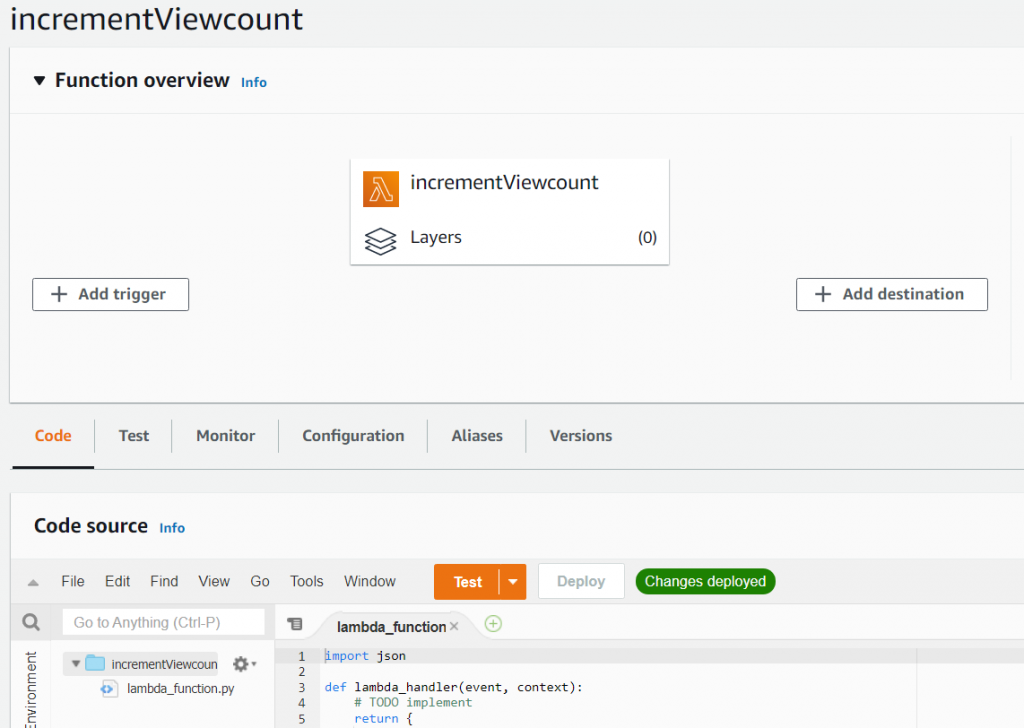 incrementViewcount
Function overview Info
incrementViewcount
Layers (0)
+ Add trigger
+ Add destination
Code Test Monitor Configuration Aliases Versions
Code source Info
File Edit Find View Go Tools Window Test Deploy Changes deployed
Go to Anything (Ctrl-P) lambda_function
Environment
incrementViewcoun
lambda_function.py
1 import json
2
3 def lambda_handler(event, context):
4 # TODO implement
5 return {